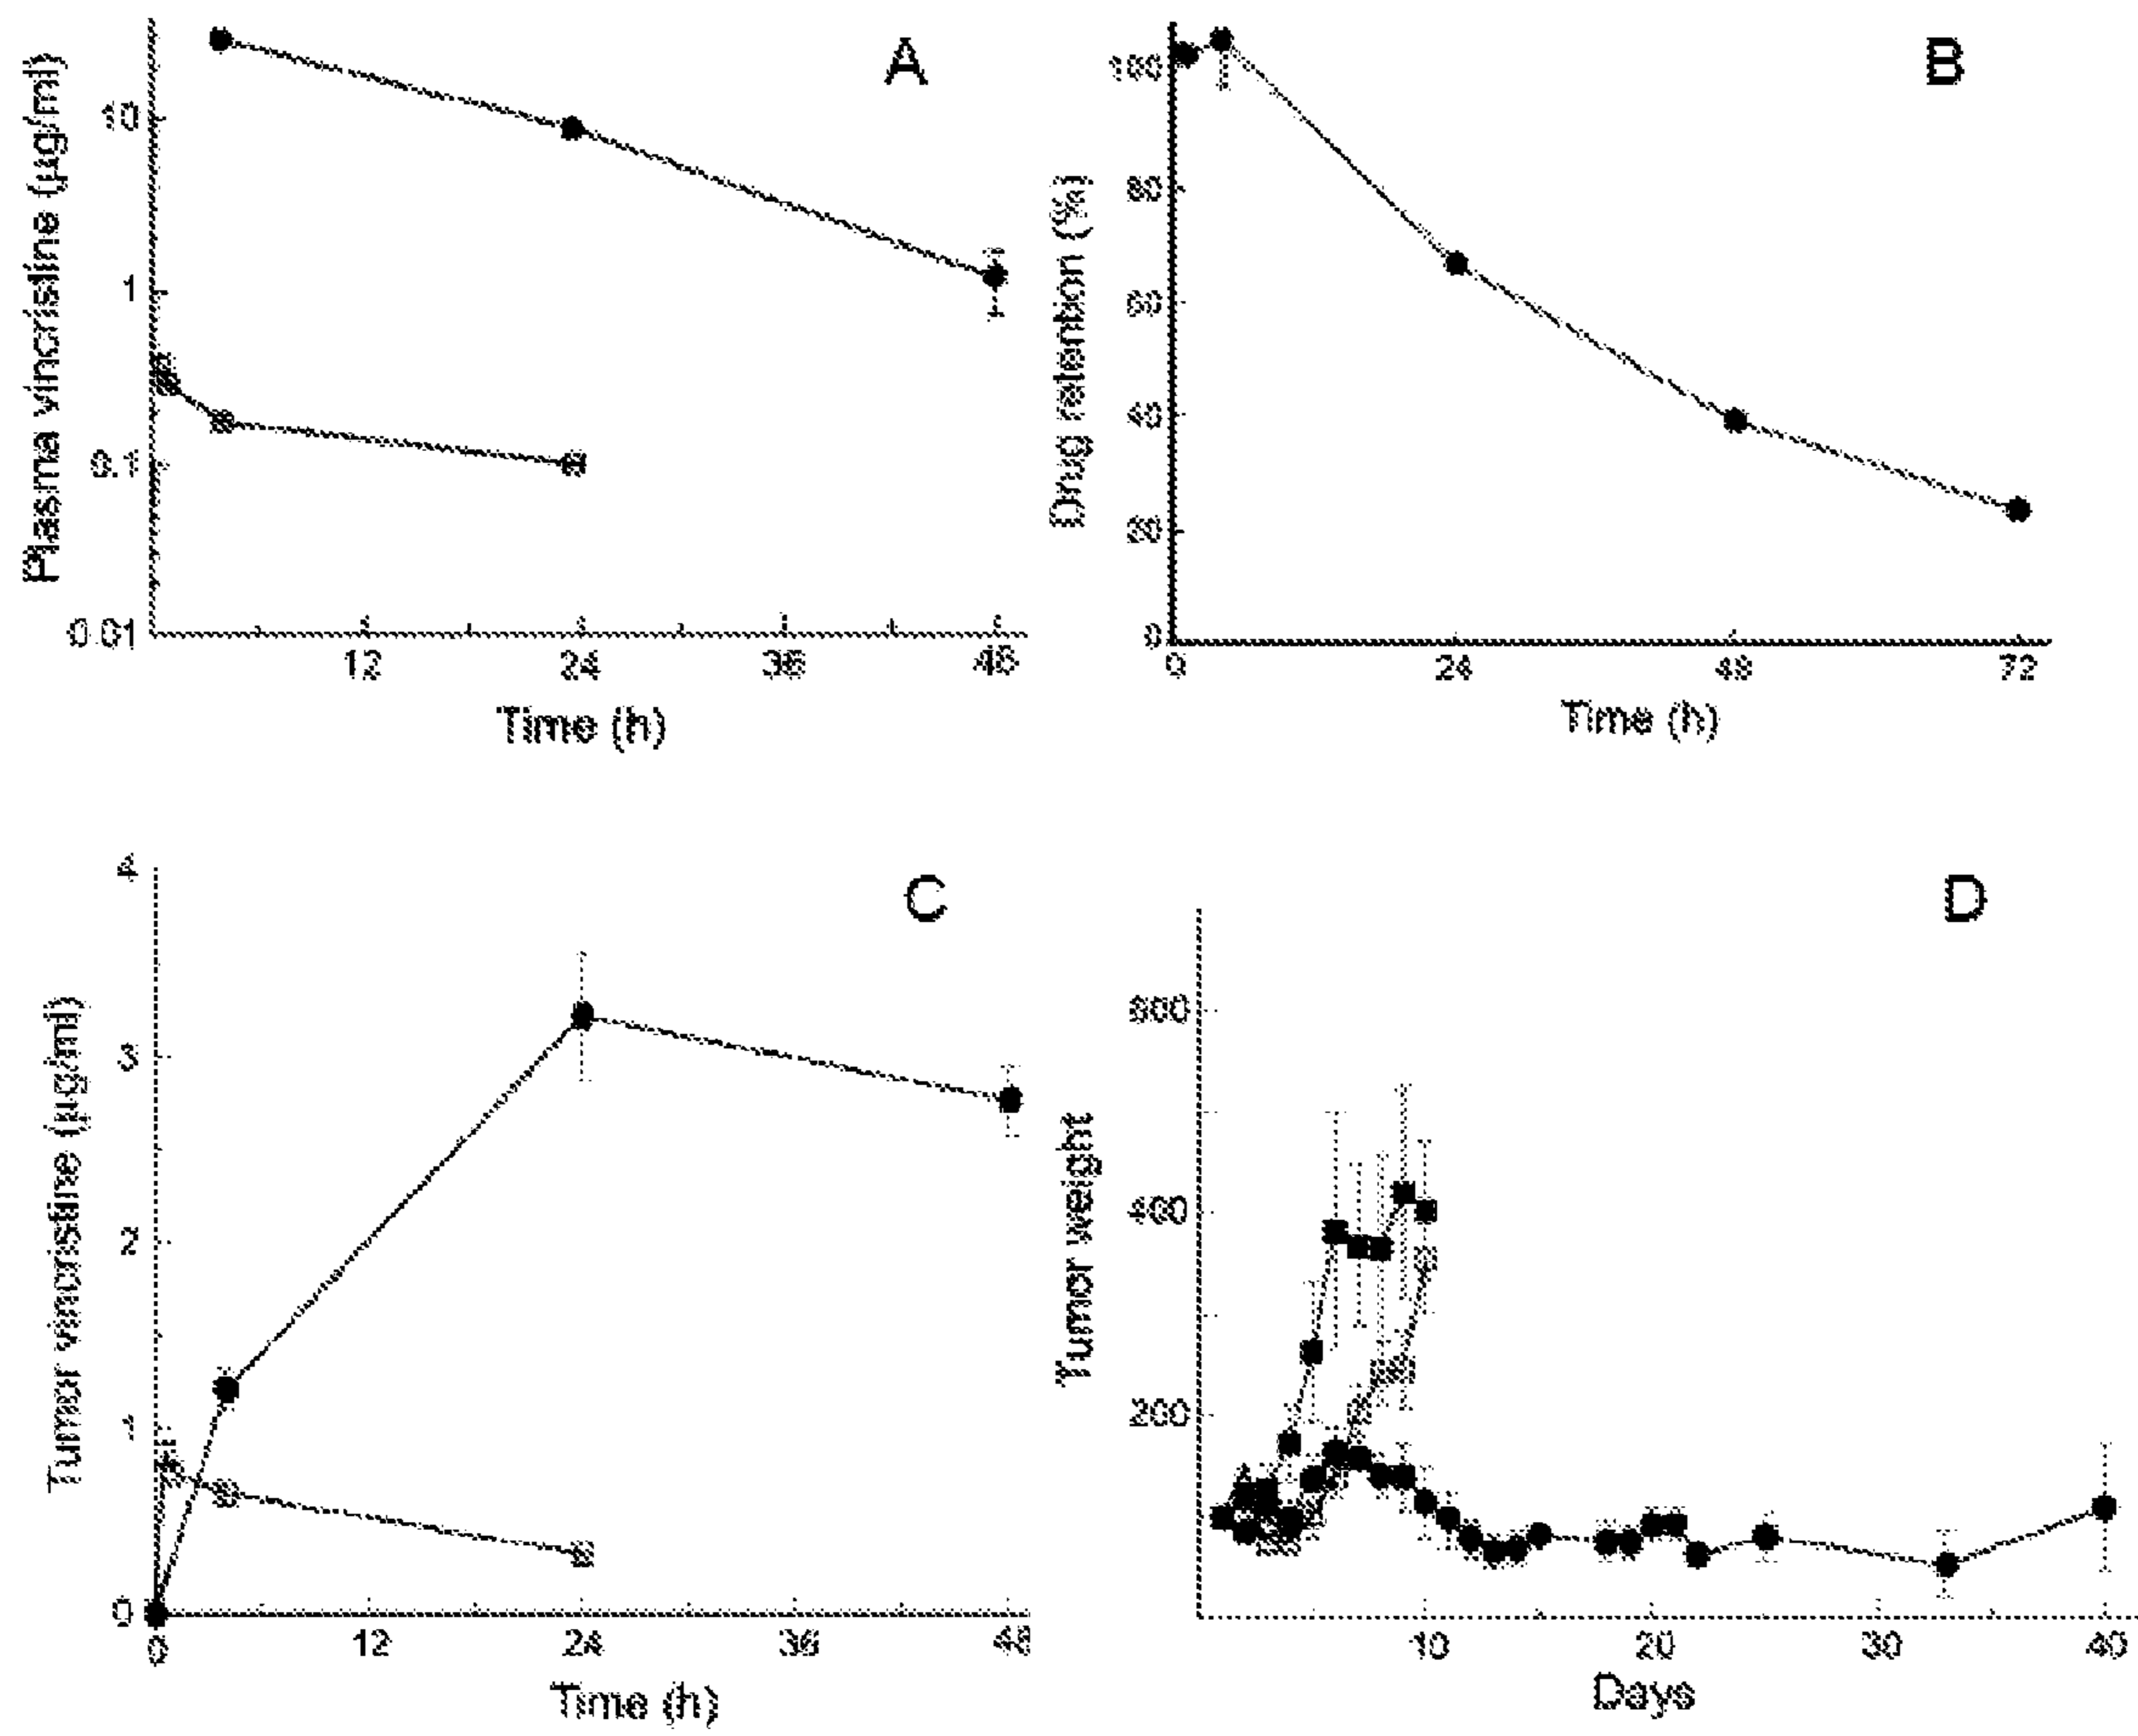 A
Plasma vincristine (µg/ml)
10
1
0.1
0.01
12 24 36 48
Time (h)
B
Drug retention (%)
100
80
60
40
20
0
0 24 48 72
Time (h)
C
Tumor vincristine (µg/ml)
4
3
2
1
0
0 12 24 36 48
Time (h)
D
Tumor weight
600
400
200
10 20 30 40
Days